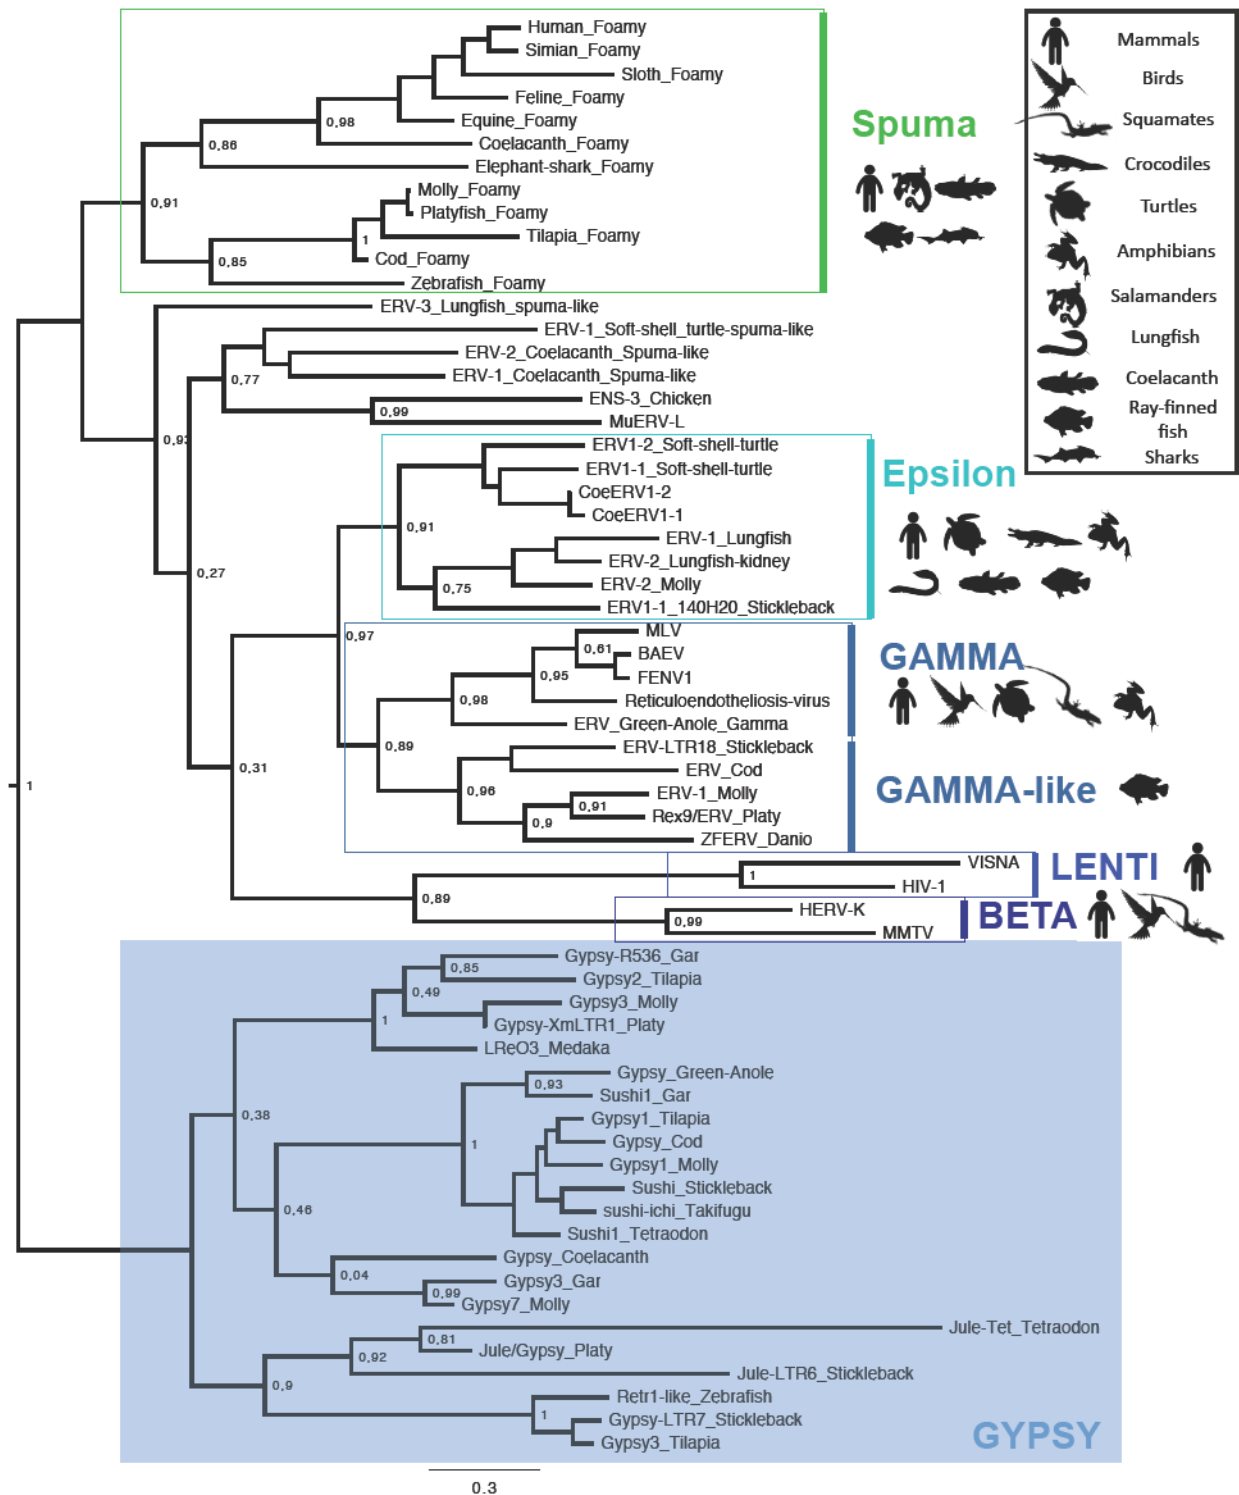 Human_Foamy
Simian_Foamy
Sloth_Foamy
Feline_Foamy
0,98
Equine_Foamy
0,86
Coelacanth_Foamy
Elephant-shark_Foamy
0,91
Molly_Foamy
Platyfish_Foamy
1
Tilapia_Foamy
Cod_Foamy
0,85
Zebrafish_Foamy
Spuma
ERV-3_Lungfish_spuma-like
ERV-1_Soft-shell_turtle-spuma-like
ERV-2_Coelacanth_Spuma-like
0,77
ERV-1_Coelacanth_Spuma-like
ENS-3_Chicken
0,99
MuERV-L
0,93
ERV1-2_Soft-shell-turtle
ERV1-1_Soft-shell-turtle
CoeERV1-2
CoeERV1-1
0,91
ERV-1_Lungfish
ERV-2_Lungfish-kidney
0,27
0,75
ERV-2_Molly
ERV1-1_140H20_Stickleback
Epsilon
0,97
MLV
0,61
BAEV
0,95
FENV1
0,98
Reticuloendotheliosis-virus
ERV_Green-Anole_Gamma
GAMMA
0,89
ERV-LTR18_Stickleback
0,31
ERV_Cod
1
0,96
ERV-1_Molly
0,91
Rex9/ERV_Platy
0,9
ZFERV_Danio
GAMMA-like
VISNA
1
HIV-1
LENTI
0,89
HERV-K
0,99
MMTV
BETA
Gypsy-R536_Gar
0,85
Gypsy2_Tilapia
0,49
Gypsy3_Molly
1
Gypsy-XmLTR1_Platy
LReO3_Medaka
Gypsy_Green-Anole
0,93
Sushi1_Gar
0,38
Gypsy1_Tilapia
1
Gypsy_Cod
Gypsy1_Molly
Sushi_Stickleback
0,46
sushi-ichi_Takifugu
Sushi1_Tetraodon
Gypsy_Coelacanth
0,04
Gypsy3_Gar
0,99
Gypsy7_Molly
Jule-Tet_Tetraodon
0,81
Jule/Gypsy_Platy
0,92
Jule-LTR6_Stickleback
0,9
Retr1-like_Zebrafish
1
Gypsy-LTR7_Stickleback
Gypsy3_Tilapia
GYPSY
0.3
Mammals
Birds
Squamates
Crocodiles
Turtles
Amphibians
Salamanders
Lungfish
Coelacanth
Ray-finned
fish
Sharks